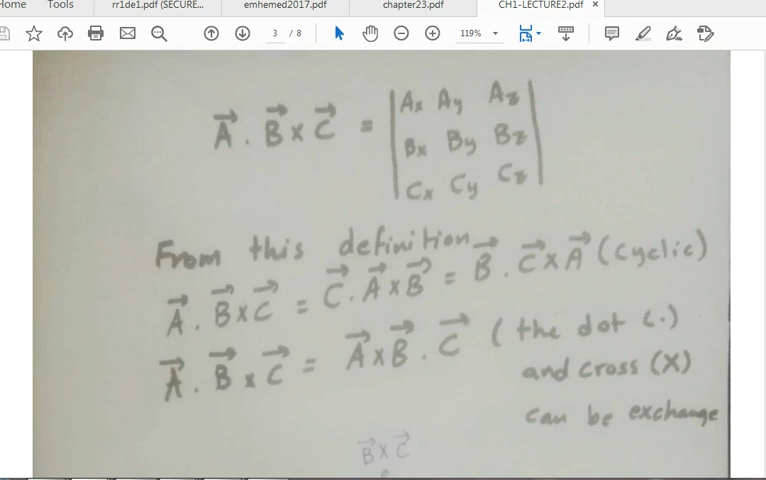 Home Tools rr1de1.pdf (SECURE... emhemed2017.pdf chapter23.pdf CH1-LECTURE2.pdf ×
3 / 8 119%
A⃗ . B⃗ x C⃗ = | Ax Ay Az |
| Bx By Bz |
| Cx Cy Cz |
From this definition
A⃗ . B⃗ x C⃗ = C⃗ . A⃗ x B⃗ = B⃗ . C⃗ x A⃗ (cyclic)
A⃗ . B⃗ x C⃗ = A⃗ x B⃗ . C⃗ (the dot (.)
and cross (X)
can be exchange
B⃗ x C⃗